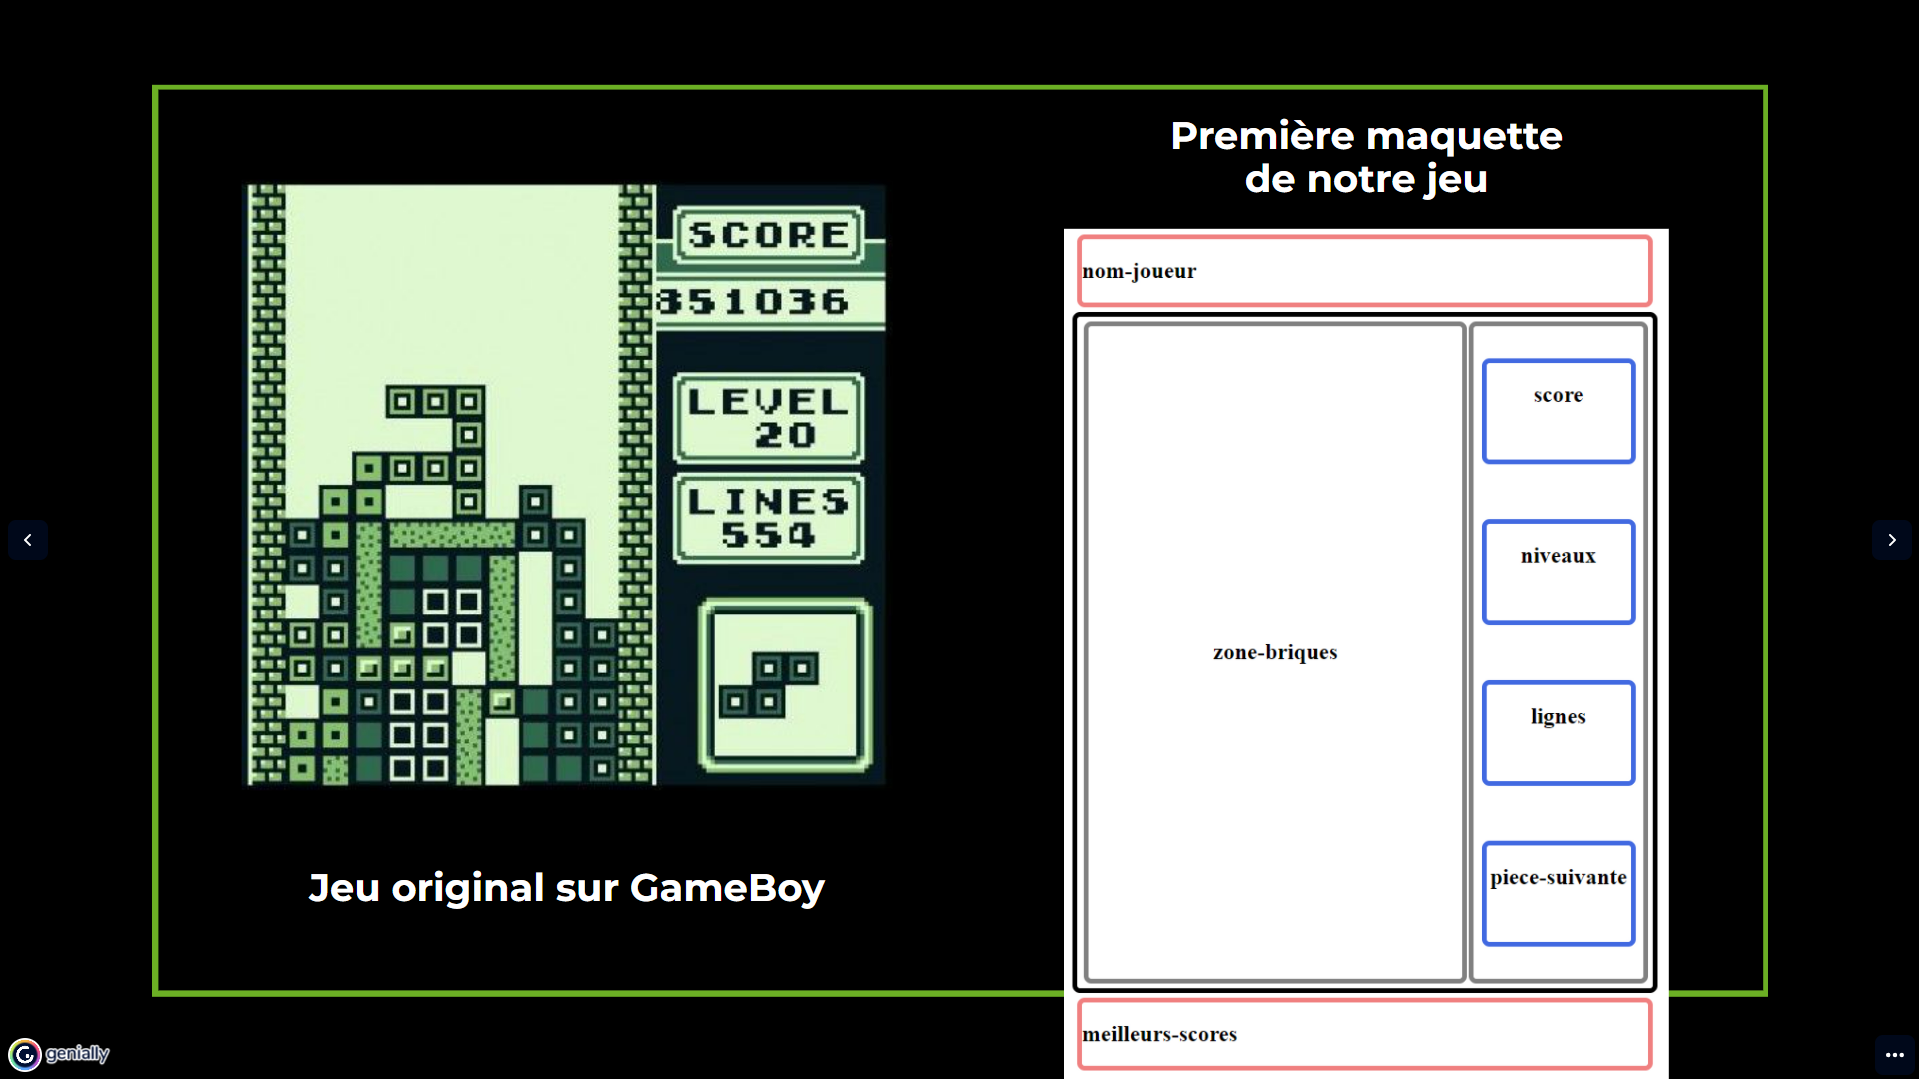 SCORE
351036
LEVEL
20
LINES
554
Jeu original sur GameBoy
Première maquette
de notre jeu
nom-joueur
zone-briques
score
niveaux
lignes
piece-suivante
meilleurs-scores
genially